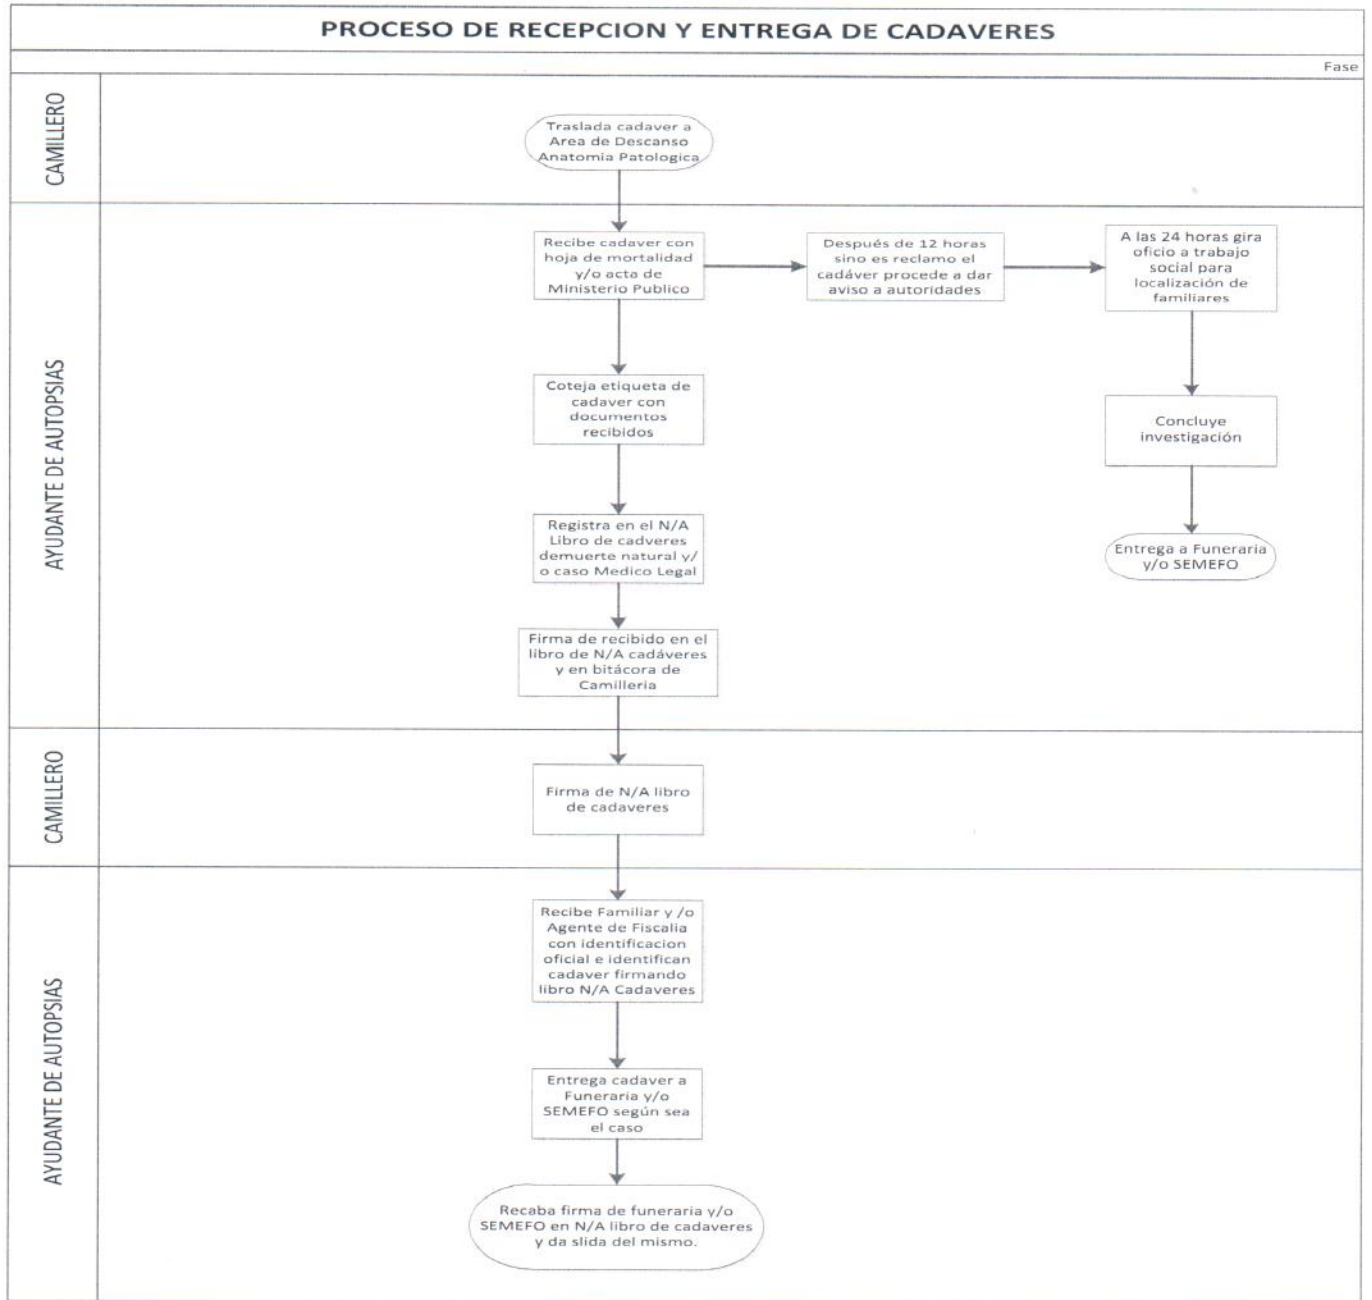 PROCESO DE RECEPCION Y ENTREGA DE CADAVERES
Fase
CAMILLERO
Traslada cadaver a
Area de Descanso
Anatomia Patologica
AYUDANTE DE AUTOPSIAS
Recibe cadaver con
hoja de mortalidad
y/o acta de
Ministerio Publico
Después de 12 horas
sino es reclamo el
cadáver procede a dar
aviso a autoridades
A las 24 horas gira
oficio a trabajo
social para
localización de
familiares
Coteja etiqueta de
cadaver con
documentos
recibidos
Concluye
investigación
Registra en el N/A
Libro de cadveres
demuerte natural y/
o caso Medico Legal
Entrega a Funeraria
y/o SEMEFO
Firma de recibido en el
libro de N/A cadáveres
y en bitácora de
Camilleria
CAMILLERO
Firma de N/A libro
de cadaveres
AYUDANTE DE AUTOPSIAS
Recibe Familiar y /o
Agente de Fiscalia
con identificacion
oficial e identifican
cadaver firmando
libro N/A Cadaveres
Entrega cadaver a
Funeraria y/o
SEMEFO según sea
el caso
Recaba firma de funeraria y/o
SEMEFO en N/A libro de cadaveres
y da slida del mismo.